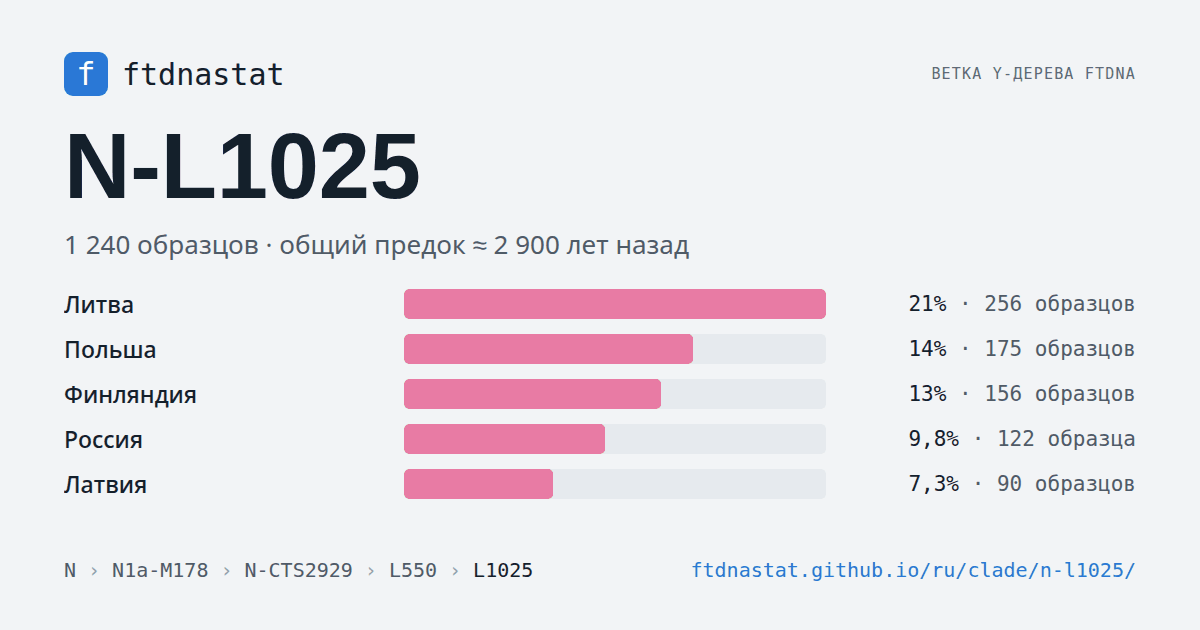 f ftdnastat
ВЕТКА Y-ДЕРЕВА FTDNA
N-L1025
1 240 образцов · общий предок ≈ 2 900 лет назад
Литва 21% · 256 образцов
Польша 14% · 175 образцов
Финляндия 13% · 156 образцов
Россия 9,8% · 122 образца
Латвия 7,3% · 90 образцов
N › N1a-M178 › N-CTS2929 › L550 › L1025
ftdnastat.github.io/ru/clade/n-l1025/